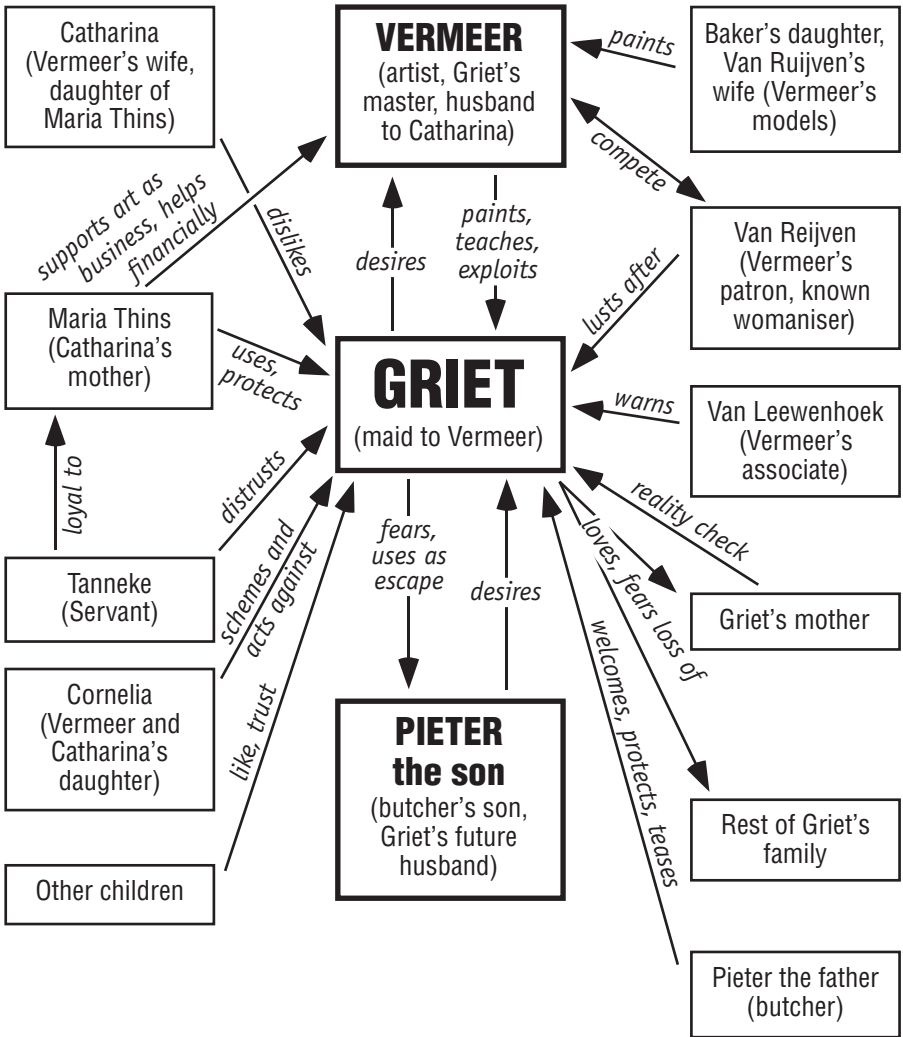 Catharina
(Vermeer's wife,
daughter of
Maria Thins)
VERMEER
(artist, Griet's
master, husband
to Catharina)
paints
Baker's daughter,
Van Ruijven's
wife (Vermeer's
models)
compete
supports art as
business, helps
financially
dislikes
desires
paints,
teaches,
exploits
lusts after
Van Reijven
(Vermeer's
patron, known
womaniser)
Maria Thins
(Catharina's
mother)
uses,
protects
GRIET
(maid to Vermeer)
warns
Van Leewenhoek
(Vermeer's
associate)
loyal to
distrusts
reality check
Tanneke
(Servant)
schemes and
acts against
fears,
uses as
escape
desires
loves, fears loss of
Griet's mother
Cornelia
(Vermeer and
Catharina's
daughter)
like, trust
PIETER
the son
(butcher's son,
Griet's future
husband)
welcomes, protects, teases
Rest of Griet's
family
Other children
Pieter the father
(butcher)